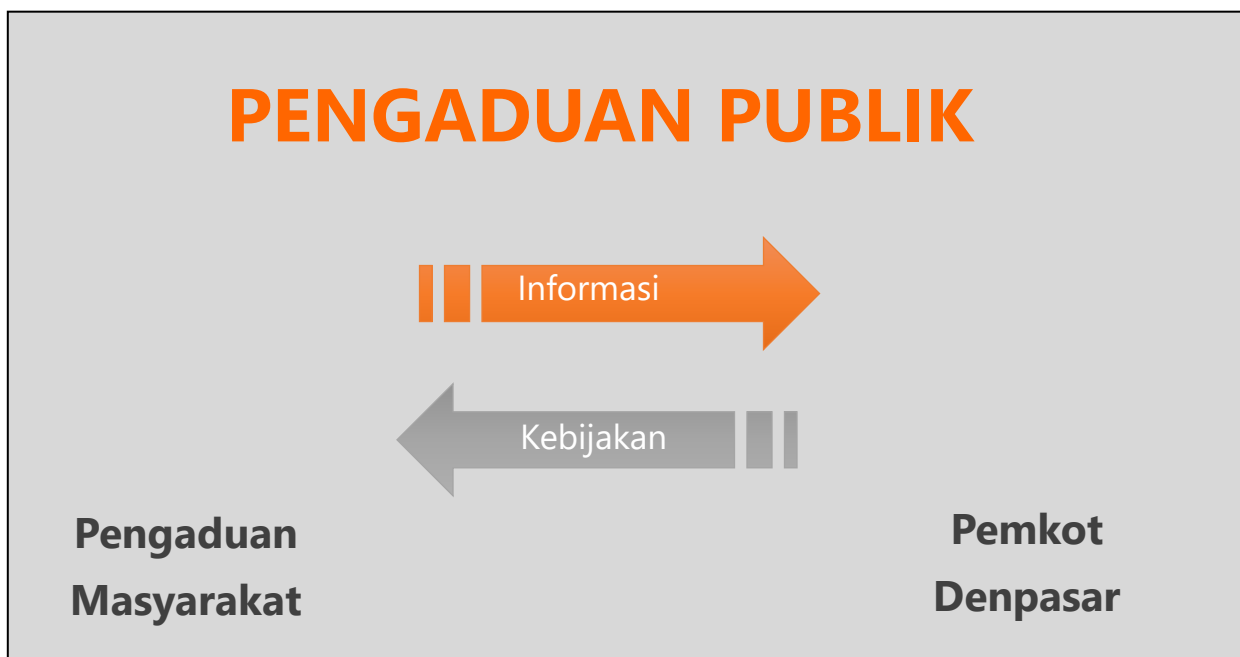 PENGADUAN PUBLIK
Informasi
Kebijakan
Pengaduan
Masyarakat
Pemkot
Denpasar